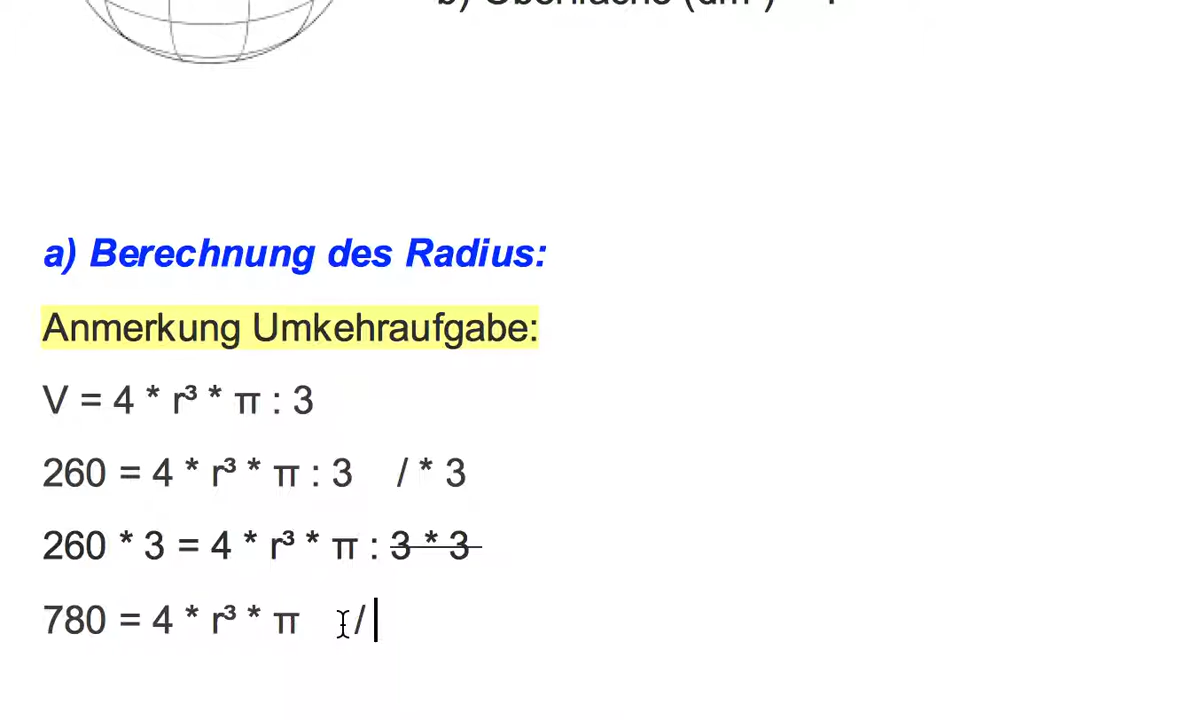 a) Berechnung des Radius:
Anmerkung Umkehraufgabe:
V = 4 * r³ * π : 3
260 = 4 * r³ * π : 3 / * 3
260 * 3 = 4 * r³ * π : 3 * 3
780 = 4 * r³ * π /